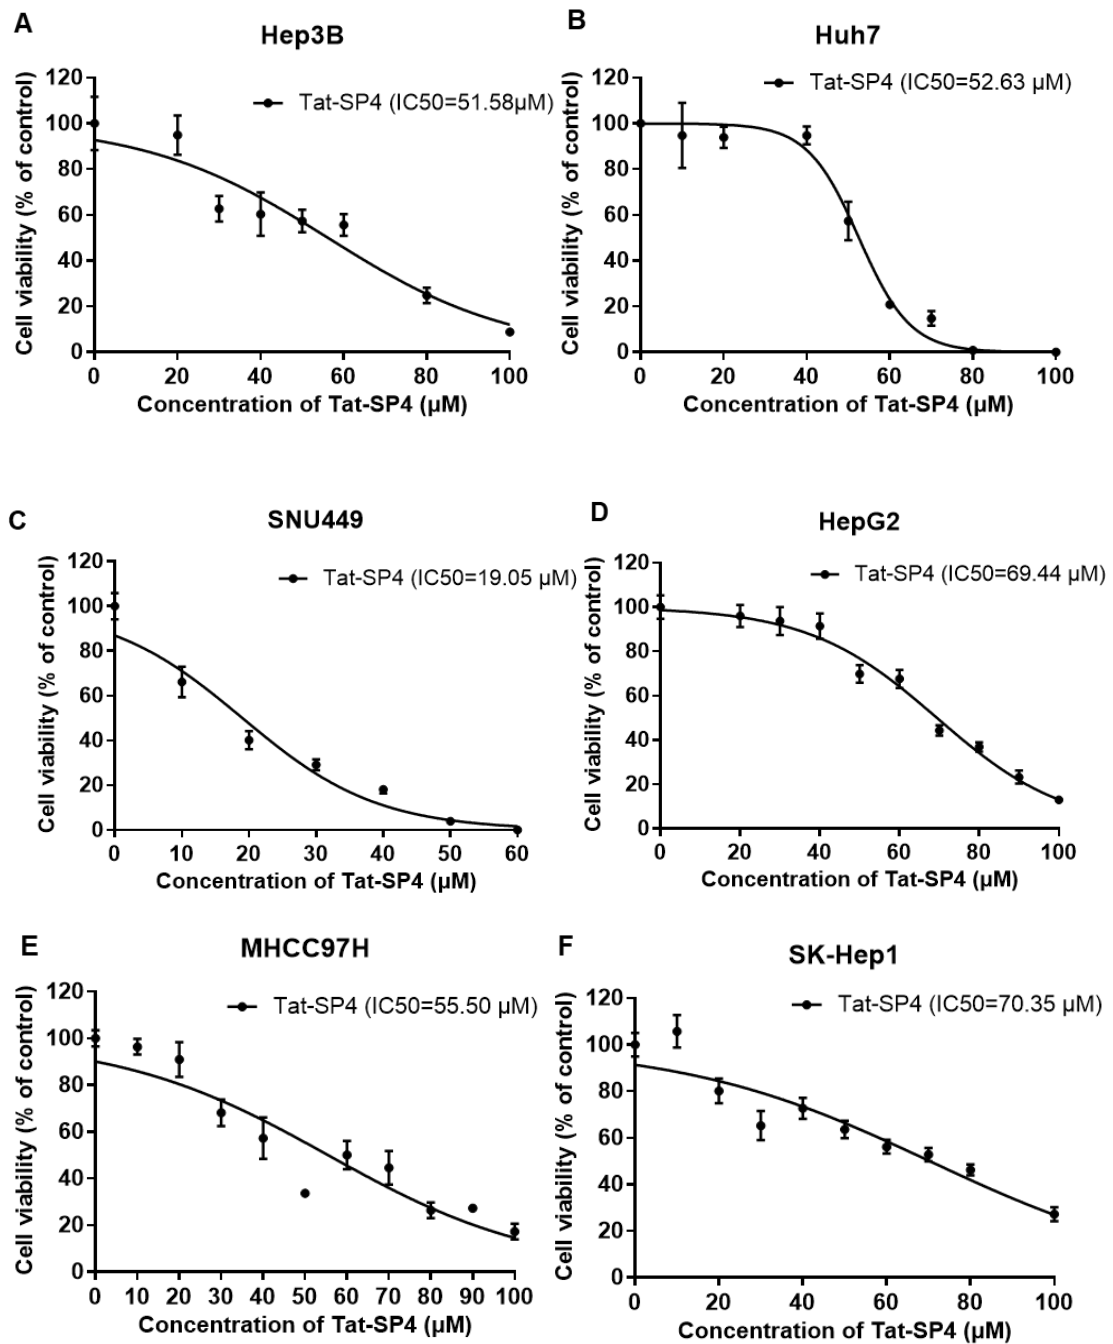 A
Hep3B
Tat-SP4 (IC50=51.58µM)
Cell viability (% of control)
120
100
80
60
40
20
0
0 20 40 60 80 100
Concentration of Tat-SP4 (µM)
B
Huh7
Tat-SP4 (IC50=52.63 µM)
Cell viability (% of control)
120
100
80
60
40
20
0
0 20 40 60 80 100
Concentration of Tat-SP4 (µM)
C
SNU449
Tat-SP4 (IC50=19.05 µM)
Cell viability (% of control)
120
100
80
60
40
20
0
0 10 20 30 40 50 60
Concentration of Tat-SP4 (µM)
D
HepG2
Tat-SP4 (IC50=69.44 µM)
Cell viability (% of control)
120
100
80
60
40
20
0
0 20 40 60 80 100
Concentration of Tat-SP4 (µM)
E
MHCC97H
Tat-SP4 (IC50=55.50 µM)
Cell viability (% of control)
120
100
80
60
40
20
0
0 10 20 30 40 50 60 70 80 90 100
Concentration of Tat-SP4 (µM)
F
SK-Hep1
Tat-SP4 (IC50=70.35 µM)
Cell viability (% of control)
120
100
80
60
40
20
0
0 20 40 60 80 100
Concentration of Tat-SP4 (µM)